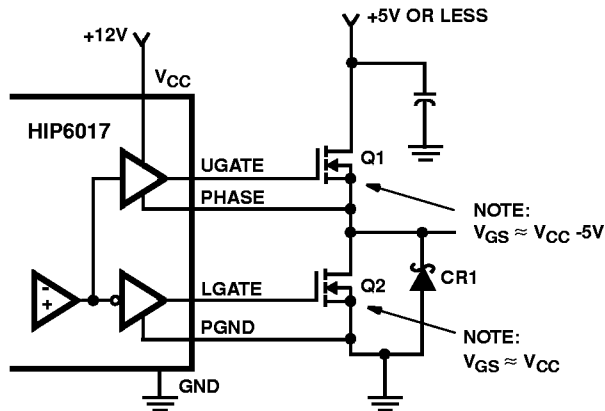 +12V
+5V OR LESS
VCC
HIP6017
UGATE
Q1
PHASE
NOTE:
VGS ≈ VCC -5V
- +
LGATE
Q2
CR1
PGND
NOTE:
VGS ≈ VCC
GND